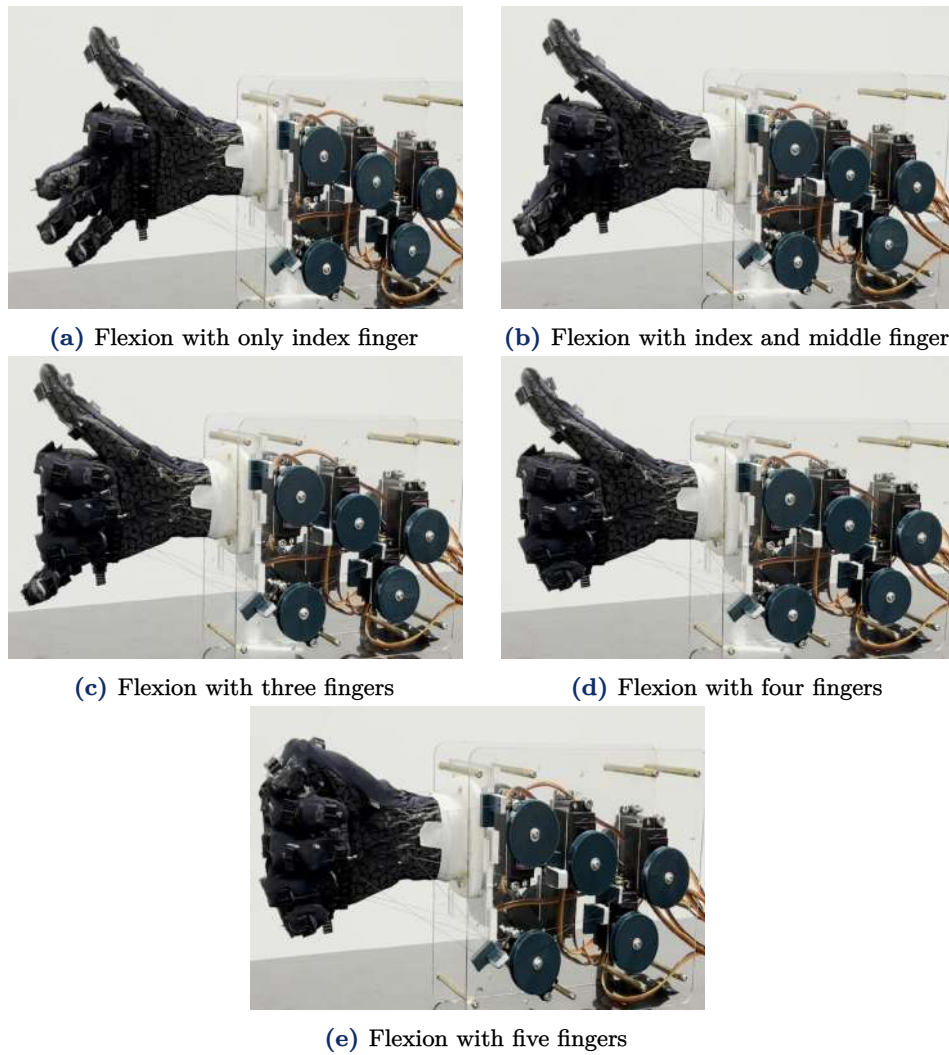 (a) Flexion with only index finger
(b) Flexion with index and middle finger
(c) Flexion with three fingers
(d) Flexion with four fingers
(e) Flexion with five fingers